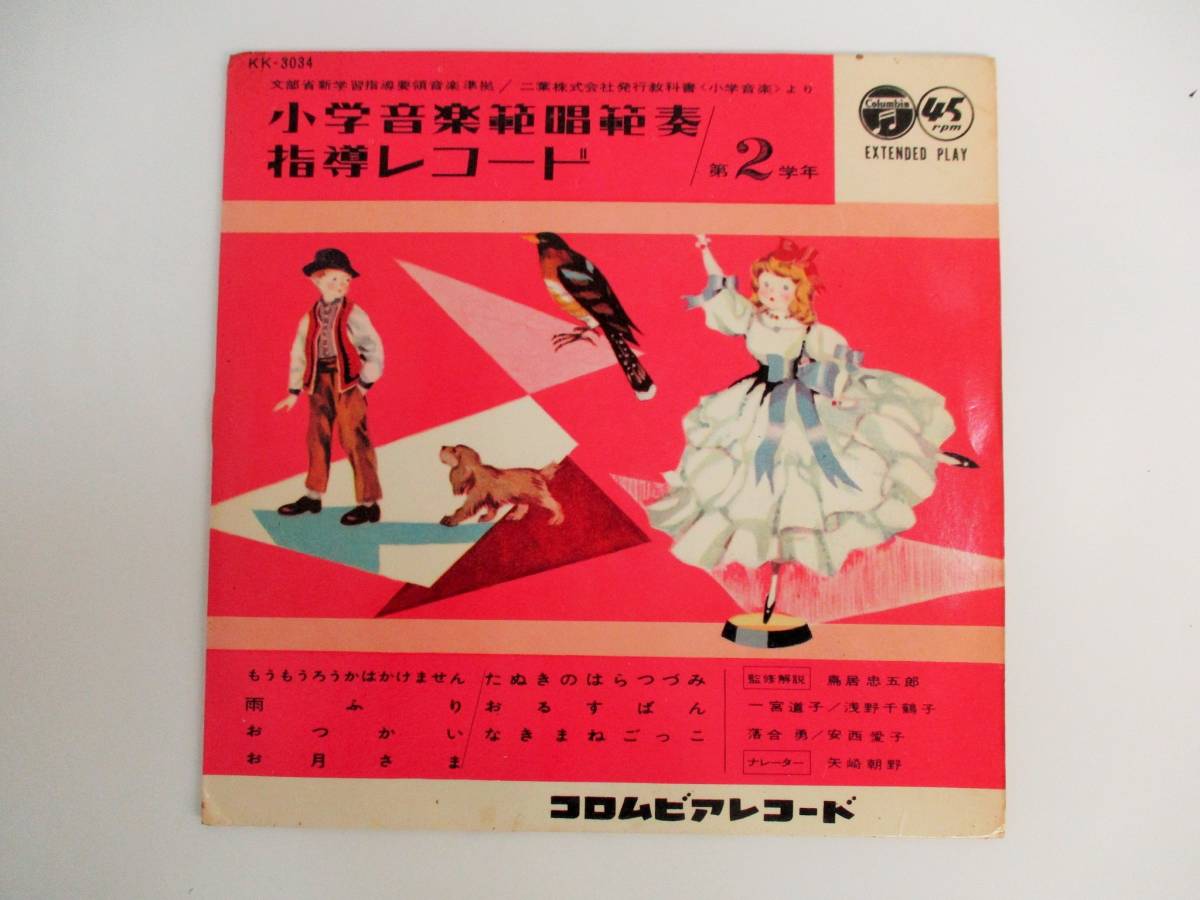 KK-3034
文部省新学習指導要領音楽準拠／二葉株式会社発行教科書〈小学音楽〉より
小学音楽範唱範奏
指導レコード
第2学年
Columbia
45
rpm
EXTENDED PLAY
もうもうろうかはかけません
雨ふり
おつかい
お月さま
たぬきのはらつづみ
おるすばん
なきまねごっこ
監修解説 鳥居忠五郎
一宮道子／浅野千鶴子
落合勇／安西愛子
ナレーター 矢崎朝野
コロムビアレコード